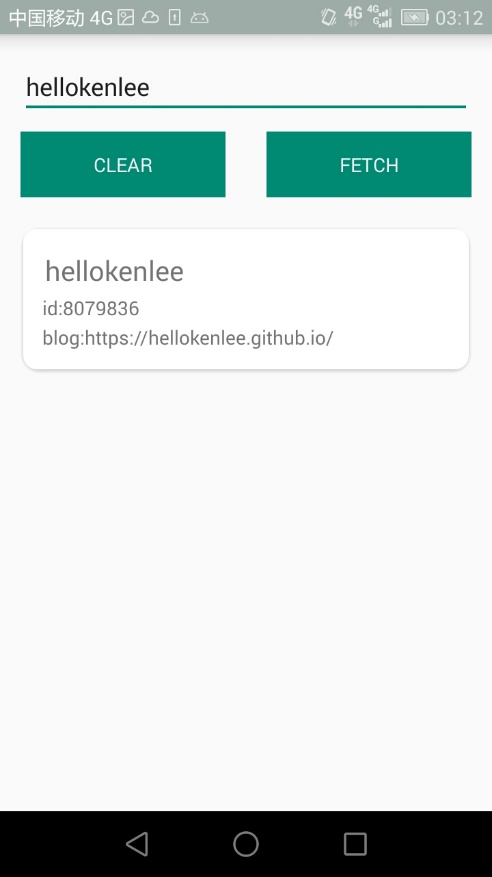 中国移动 4G 4G 4G G 03:12
hellokenlee
CLEAR FETCH
hellokenlee
id:8079836
blog:https://hellokenlee.github.io/